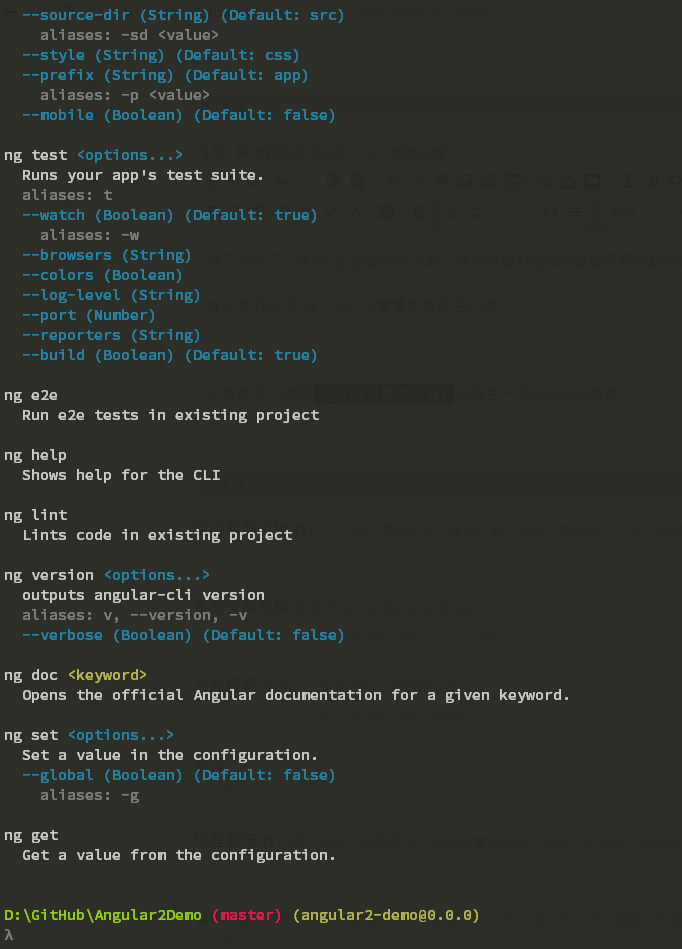 --source-dir (String) (Default: src)
aliases: -sd <value>
--style (String) (Default: css)
--prefix (String) (Default: app)
aliases: -p <value>
--mobile (Boolean) (Default: false)
ng test <options...>
Runs your app's test suite.
aliases: t
--watch (Boolean) (Default: true)
aliases: -w
--browsers (String)
--colors (Boolean)
--log-level (String)
--port (Number)
--reporters (String)
--build (Boolean) (Default: true)
ng e2e
Run e2e tests in existing project
ng help
Shows help for the CLI
ng lint
Lints code in existing project
ng version <options...>
outputs angular-cli version
aliases: v, --version, -v
--verbose (Boolean) (Default: false)
ng doc <keyword>
Opens the official Angular documentation for a given keyword.
ng set <options...>
Set a value in the configuration.
--global (Boolean) (Default: false)
aliases: -g
ng get
Get a value from the configuration.
D:\GitHub\Angular2Demo (master) (angular2-demo@0.0.0)
λ